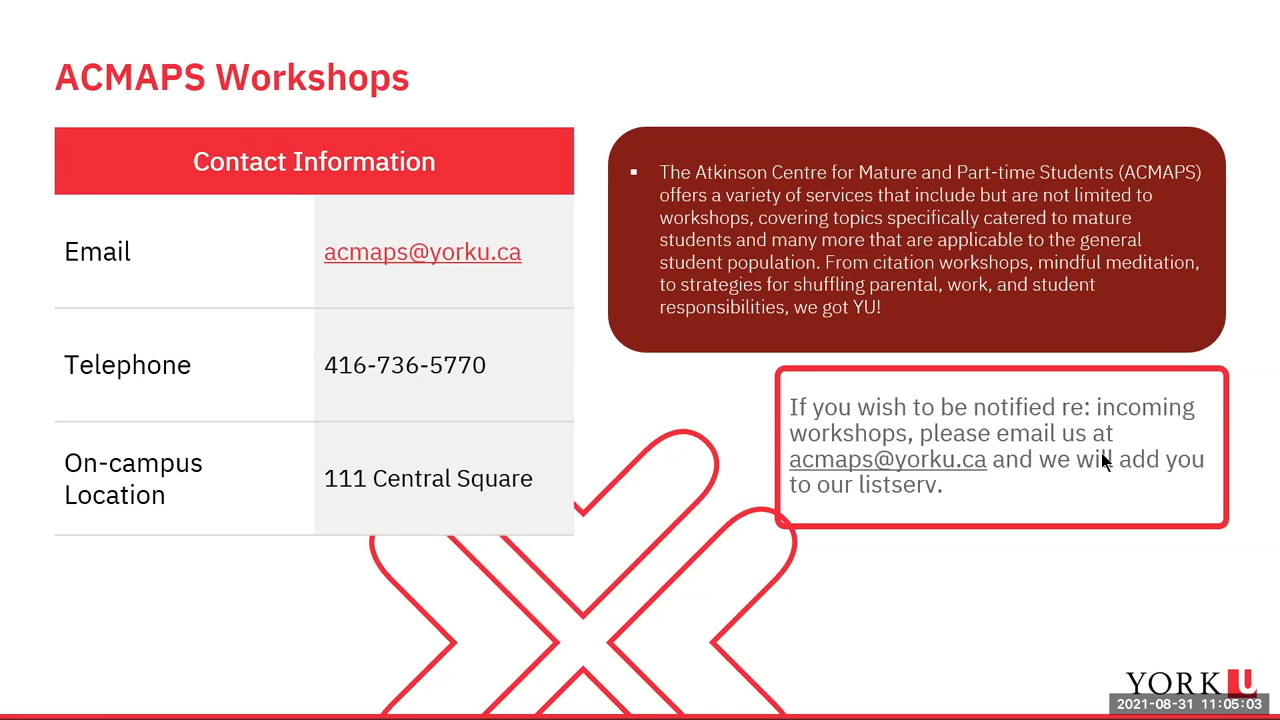 ACMAPS Workshops
Contact Information
Email
acmaps@yorku.ca
Telephone
416-736-5770
On-campus
Location
111 Central Square
▪ The Atkinson Centre for Mature and Part-time Students (ACMAPS)
offers a variety of services that include but are not limited to
workshops, covering topics specifically catered to mature
students and many more that are applicable to the general
student population. From citation workshops, mindful meditation,
to strategies for shuffling parental, work, and student
responsibilities, we got YU!
If you wish to be notified re: incoming
workshops, please email us at
acmaps@yorku.ca and we will add you
to our listserv.
YORK U
2021-08-31 11:05:03